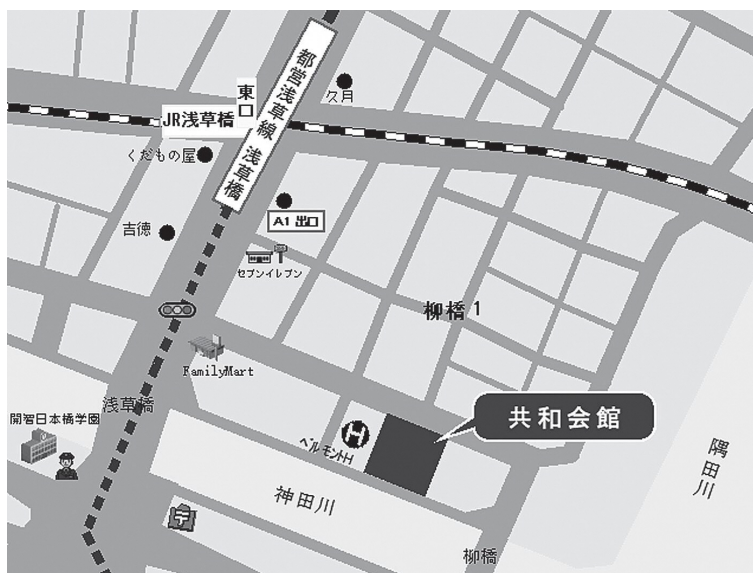 都営浅草線 浅草橋
久月
東口
JR浅草橋
くだもの屋
A1 出口
吉徳
セブンイレブン
柳橋 1
FamilyMart
浅草橋
共和会館
開智日本橋学園
ベルモントH
H
隅田川
神田川
〒
柳橋